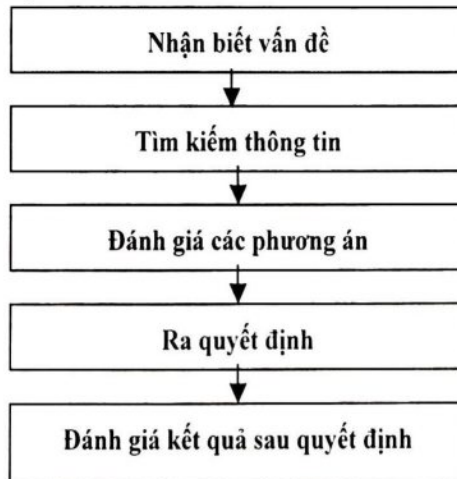 Nhận biết vấn đề
Tìm kiếm thông tin
Đánh giá các phương án
Ra quyết định
Đánh giá kết quả sau quyết định